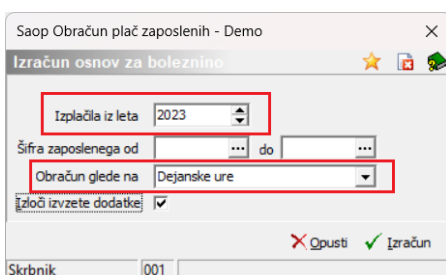 Saop Obračun plač zaposlenih - Demo
Izračun osnov za boleznino
Izplačila iz leta 2023
Šifra zaposlenega od ... do ...
Obračun glede na Dejanske ure
Izloči izvzete dodatke
Opusti Izračun
Skrbnik 001